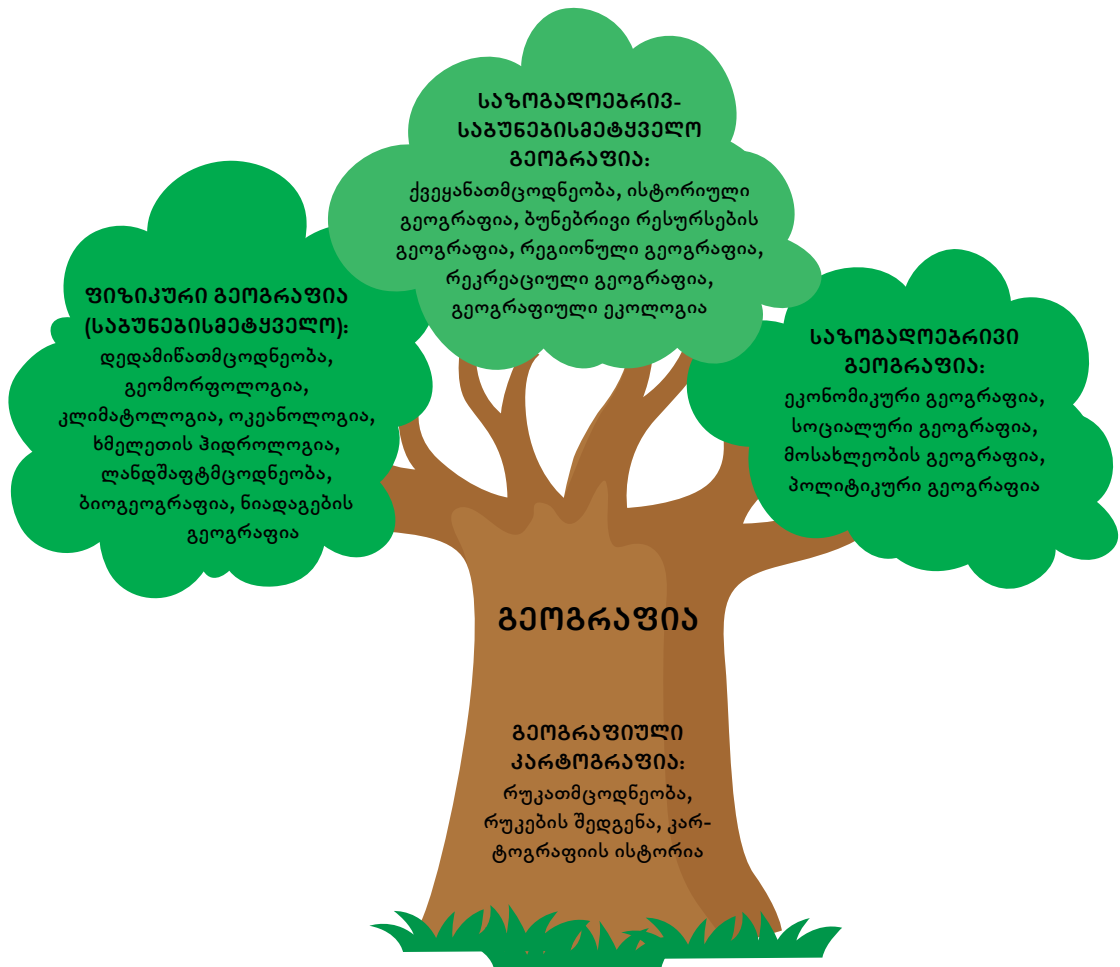 საზოგადოებრივ-
საბუნებისმეტყველო
გეოგრაფია:
ქვეყანათმცოდნეობა, ისტორიული
გეოგრაფია, ბუნებრივი რესურსების
გეოგრაფია, რეგიონული გეოგრაფია,
რეკრეაციული გეოგრაფია,
გეოგრაფიული ეკოლოგია
ფიზიკური გეოგრაფია
(საბუნებისმეტყველო):
დედამიწათმცოდნეობა,
გეომორფოლოგია,
კლიმატოლოგია, ოკეანოლოგია,
ხმელეთის ჰიდროლოგია,
ლანდშაფტმცოდნეობა,
ბიოგეოგრაფია, ნიადაგების
გეოგრაფია
საზოგადოებრივი
გეოგრაფია:
ეკონომიკური გეოგრაფია,
სოციალური გეოგრაფია,
მოსახლეობის გეოგრაფია,
პოლიტიკური გეოგრაფია
გეოგრაფია
გეოგრაფიული
კარტოგრაფია:
რუკათმცოდნეობა,
რუკების შედგენა, კარ-
ტოგრაფიის ისტორია